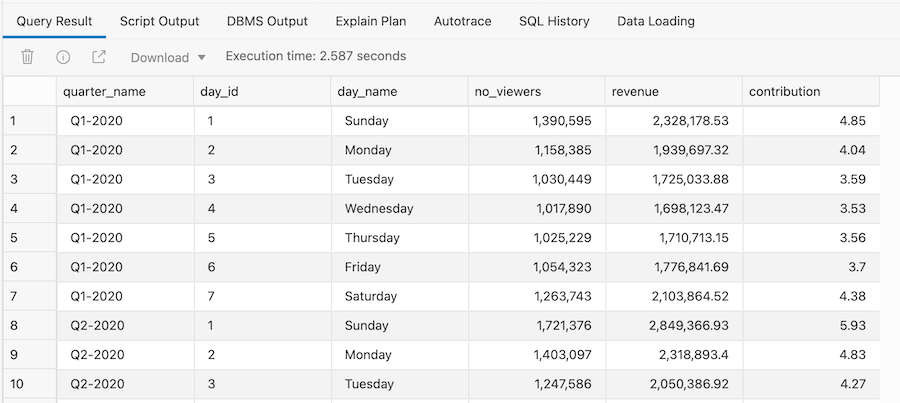 Query Result Script Output DBMS Output Explain Plan Autotrace SQL History Data Loading
Download Execution time: 2.587 seconds
quarter_name day_id day_name no_viewers revenue contribution
1 Q1-2020 1 Sunday 1,390,595 2,328,178.53 4.85
2 Q1-2020 2 Monday 1,158,385 1,939,697.32 4.04
3 Q1-2020 3 Tuesday 1,030,449 1,725,033.88 3.59
4 Q1-2020 4 Wednesday 1,017,890 1,698,123.47 3.53
5 Q1-2020 5 Thursday 1,025,229 1,710,713.15 3.56
6 Q1-2020 6 Friday 1,054,323 1,776,841.69 3.7
7 Q1-2020 7 Saturday 1,263,743 2,103,864.52 4.38
8 Q2-2020 1 Sunday 1,721,376 2,849,366.93 5.93
9 Q2-2020 2 Monday 1,403,097 2,318,893.4 4.83
10 Q2-2020 3 Tuesday 1,247,586 2,050,386.92 4.27